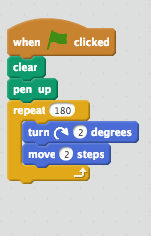 when clicked
clear
pen up
repeat 180
turn 2 degrees
move 2 steps